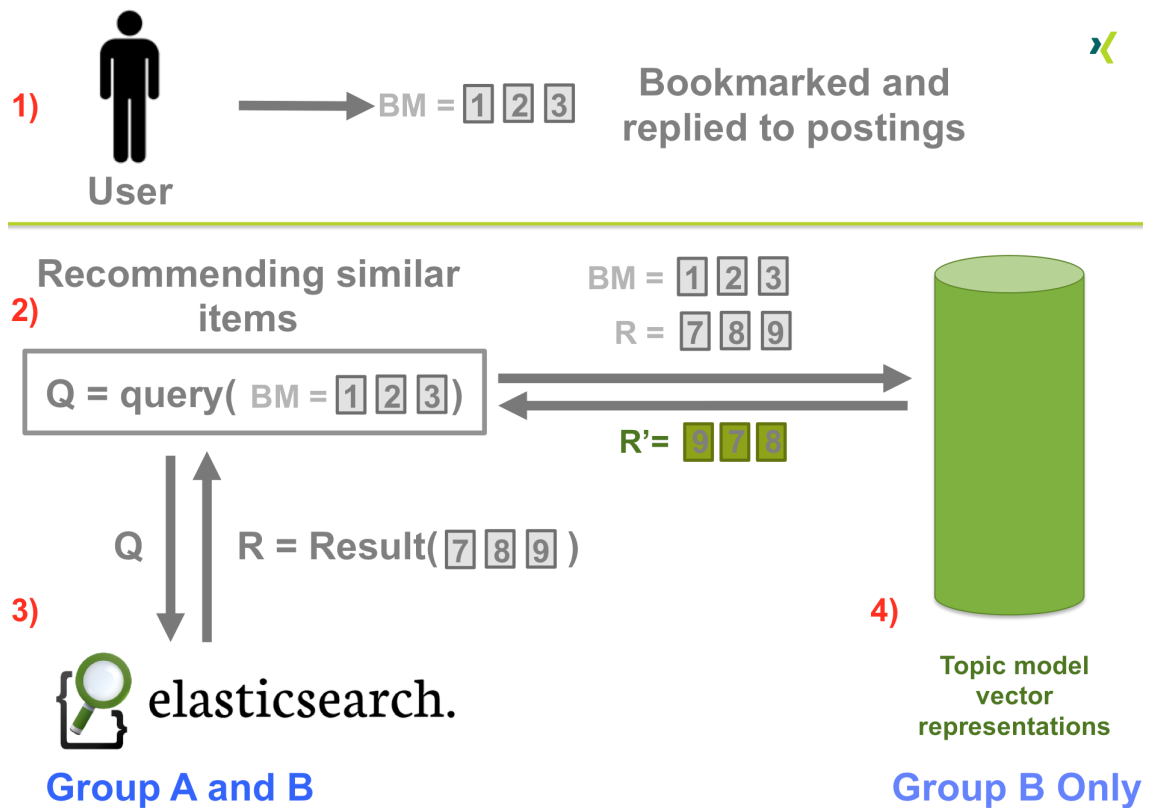 1)
BM = 1 2 3
Bookmarked and
replied to postings
User
Recommending similar
items
2)
Q = query( BM = 1 2 3 )
BM = 1 2 3
R = 7 8 9
R’= 9 7 8
Q
R = Result( 7 8 9 )
3)
elasticsearch.
Group A and B
4)
Topic model
vector
representations
Group B Only